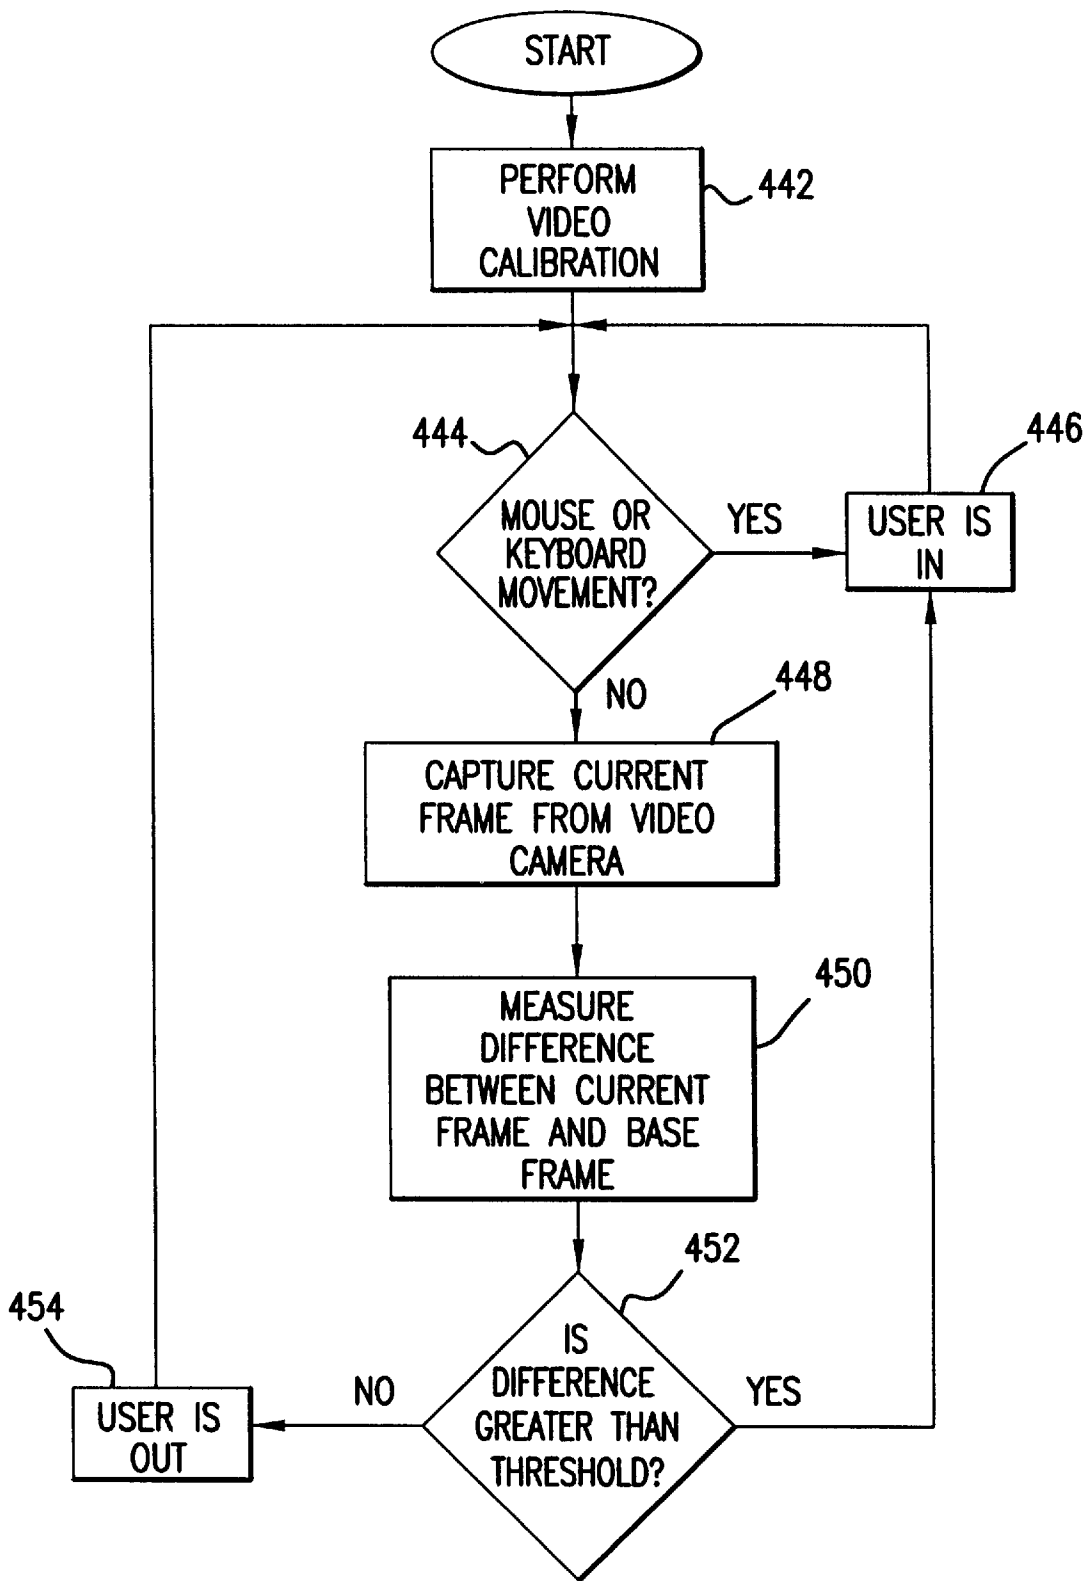 START
PERFORM
VIDEO
CALIBRATION
442
444
MOUSE OR
KEYBOARD
MOVEMENT?
YES
446
USER IS
IN
NO
448
CAPTURE CURRENT
FRAME FROM VIDEO
CAMERA
450
MEASURE
DIFFERENCE
BETWEEN CURRENT
FRAME AND BASE
FRAME
452
IS
DIFFERENCE
GREATER THAN
THRESHOLD?
YES
NO
454
USER IS
OUT